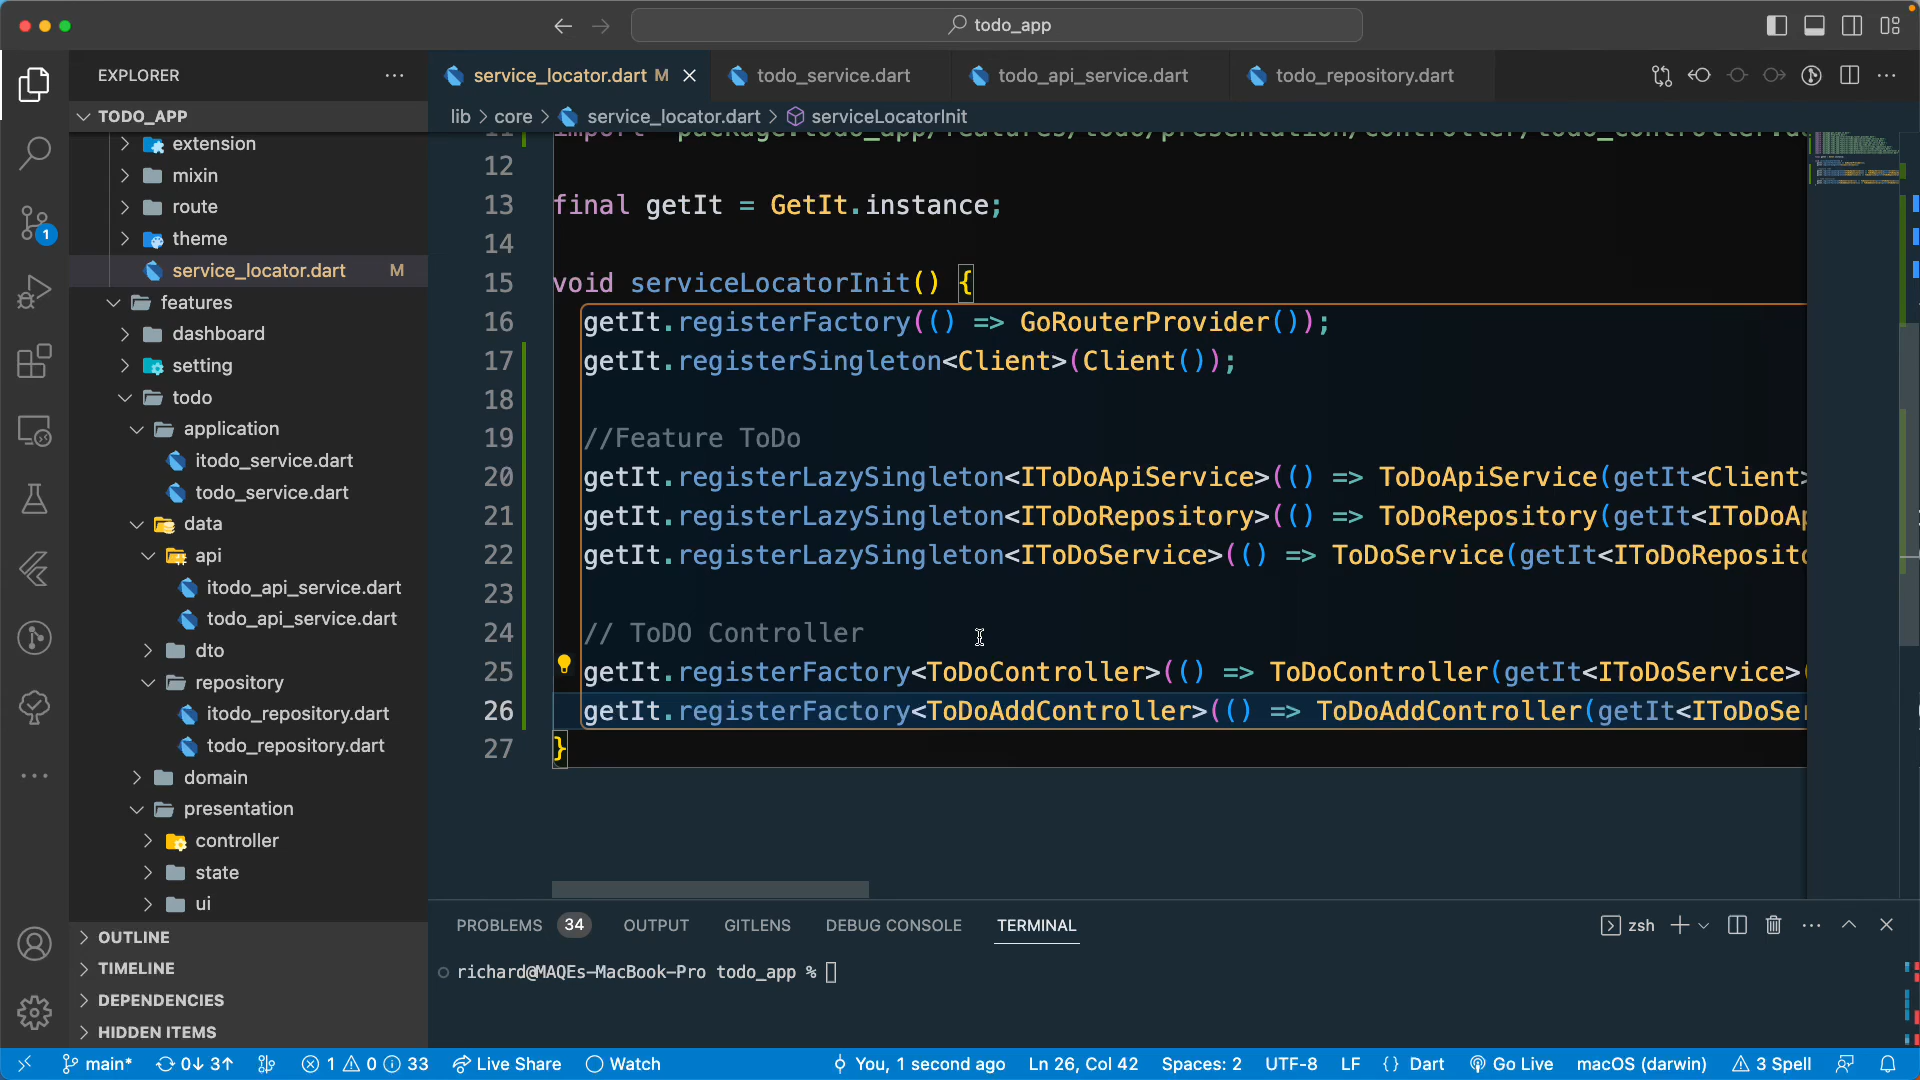 todo_app
EXPLORER
service_locator.dart M
todo_service.dart
todo_api_service.dart
todo_repository.dart
TODO_APP
lib > core > service_locator.dart > serviceLocatorInit
extension
mixin
route
theme
service_locator.dart M
features
dashboard
setting
todo
application
itodo_service.dart
todo_service.dart
data
api
itodo_api_service.dart
todo_api_service.dart
dto
repository
itodo_repository.dart
todo_repository.dart
domain
presentation
controller
state
ui
OUTLINE
TIMELINE
DEPENDENCIES
HIDDEN ITEMS
12
13 final getIt = GetIt.instance;
14
15 void serviceLocatorInit() {
16 getIt.registerFactory(() => GoRouterProvider());
17 getIt.registerSingleton<Client>(Client());
18
19 //Feature ToDo
20 getIt.registerLazySingleton<IToDoApiService>(() => ToDoApiService(getIt<Client>
21 getIt.registerLazySingleton<IToDoRepository>(() => ToDoRepository(getIt<IToDoAp
22 getIt.registerLazySingleton<IToDoService>(() => ToDoService(getIt<IToDoReposito
23
24 // ToDO Controller
25 getIt.registerFactory<ToDoController>(() => ToDoController(getIt<IToDoService>(
26 getIt.registerFactory<ToDoAddController>(() => ToDoAddController(getIt<IToDoSer
27 }
PROBLEMS 34 OUTPUT GITLENS DEBUG CONSOLE TERMINAL
zsh
richard@MAQEs-MacBook-Pro todo_app %
1
main* 0↓ 3↑ 1 0 33 Live Share Watch You, 1 second ago Ln 26, Col 42 Spaces: 2 UTF-8 LF {} Dart Go Live macOS (darwin) 3 Spell